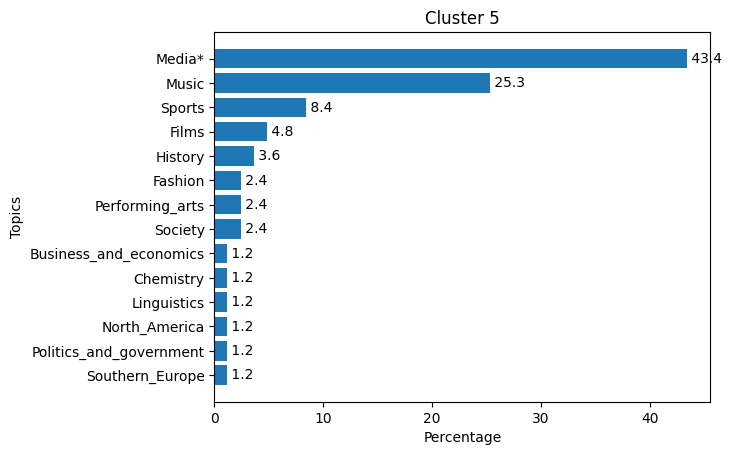 Cluster 5
Topics
Media* 43.4
Music 25.3
Sports 8.4
Films 4.8
History 3.6
Fashion 2.4
Performing_arts 2.4
Society 2.4
Business_and_economics 1.2
Chemistry 1.2
Linguistics 1.2
North_America 1.2
Politics_and_government 1.2
Southern_Europe 1.2
0 10 20 30 40
Percentage